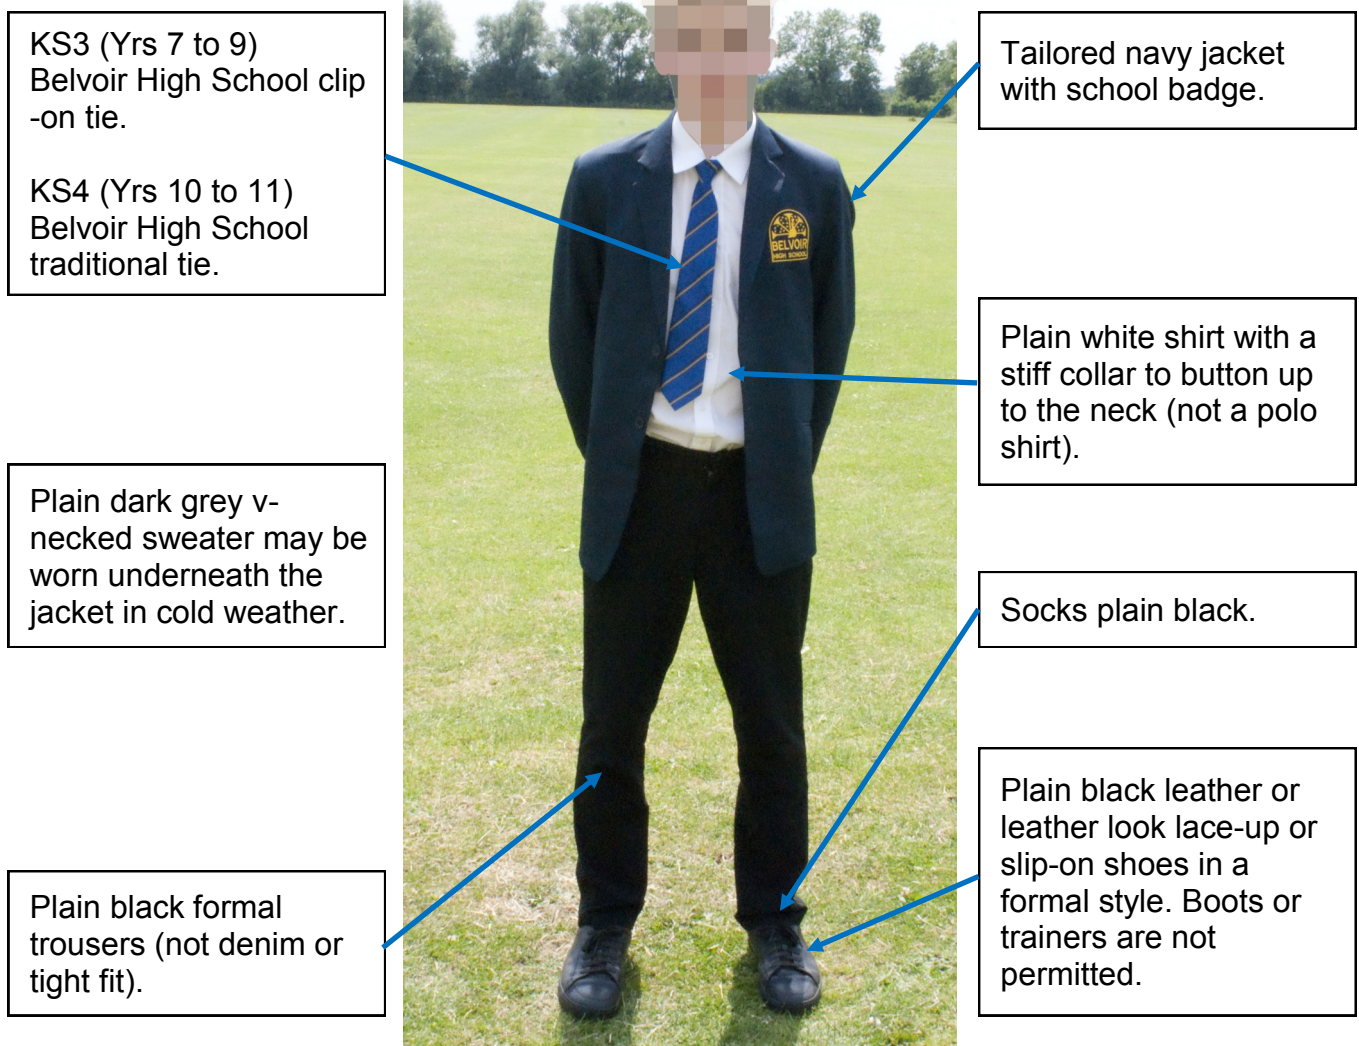 KS3 (Yrs 7 to 9)
Belvoir High School clip
-on tie.
KS4 (Yrs 10 to 11)
Belvoir High School
traditional tie.
Tailored navy jacket
with school badge.
BELVOIR
HIGH SCHOOL
Plain white shirt with a
stiff collar to button up
to the neck (not a polo
shirt).
Plain dark grey v-
necked sweater may be
worn underneath the
jacket in cold weather.
Socks plain black.
Plain black leather or
leather look lace-up or
slip-on shoes in a
formal style. Boots or
trainers are not
permitted.
Plain black formal
trousers (not denim or
tight fit).